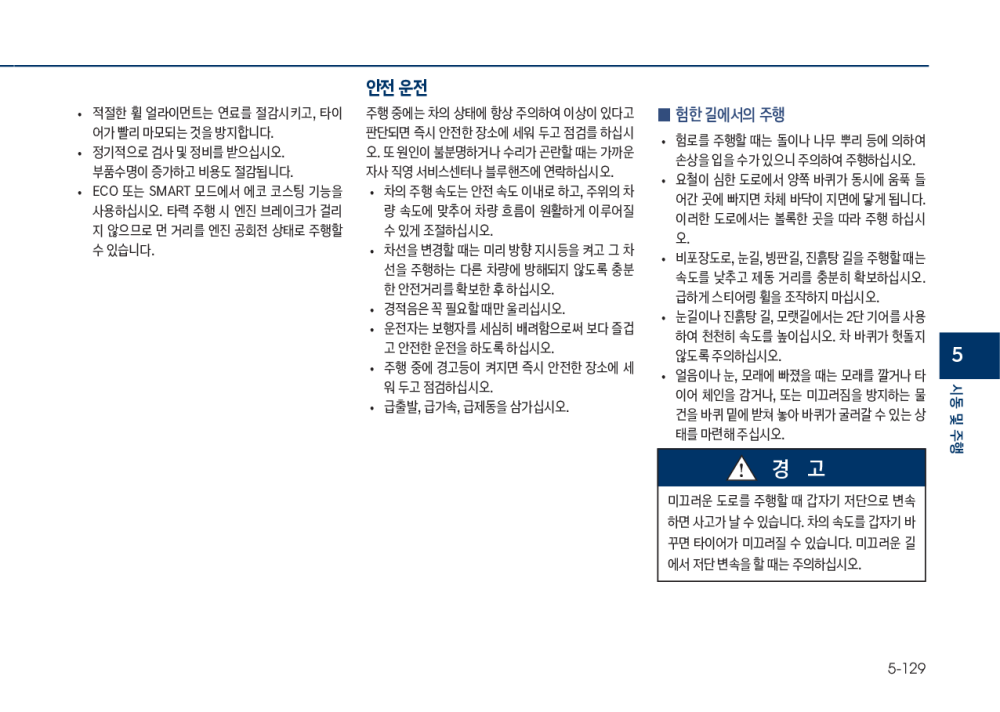 • 적절한 휠 얼라이먼트는 연료를 절감시키고, 타이
어가 빨리 마모되는 것을 방지합니다.
• 정기적으로 검사 및 정비를 받으십시오.
부품수명이 증가하고 비용도 절감됩니다.
• ECO 또는 SMART 모드에서 에코 코스팅 기능을
사용하십시오. 타력 주행 시 엔진 브레이크가 걸리
지 않으므로 먼 거리를 엔진 공회전 상태로 주행할
수 있습니다.
안전 운전
주행 중에는 차의 상태에 항상 주의하여 이상이 있다고
판단되면 즉시 안전한 장소에 세워 두고 점검를 하십시
오. 또 원인이 불분명하거나 수리가 곤란할 때는 가까운
자사 직영 서비스센터나 블루핸즈에 연락하십시오.
• 차의 주행 속도는 안전 속도 이내로 하고, 주위의 차
량 속도에 맞추어 차량 흐름이 원활하게 이루어질
수 있게 조절하십시오.
• 차선을 변경할 때는 미리 방향 지시등을 켜고 그 차
선을 주행하는 다른 차량에 방해되지 않도록 충분
한 안전거리를 확보한 후 하십시오.
• 경적음은 꼭 필요할 때만 울리십시오.
• 운전자는 보행자를 세심히 배려함으로써 보다 즐겁
고 안전한 운전을 하도록 하십시오.
• 주행 중에 경고등이 켜지면 즉시 안전한 장소에 세
워 두고 점검하십시오.
• 급출발, 급가속, 급제동을 삼가십시오.
■ 험한 길에서의 주행
• 험로를 주행할 때는 돌이나 나무 뿌리 등에 의하여
손상을 입을 수가 있으니 주의하여 주행하십시오.
• 요철이 심한 도로에서 양쪽 바퀴가 동시에 움푹 들
어간 곳에 빠지면 차체 바닥이 지면에 닿게 됩니다.
이러한 도로에서는 볼록한 곳을 따라 주행 하십시
오.
• 비포장도로, 눈길, 빙판길, 진흙탕 길을 주행할 때는
속도를 낮추고 제동 거리를 충분히 확보하십시오.
급하게 스티어링 휠을 조작하지 마십시오.
• 눈길이나 진흙탕 길, 모랫길에서는 2단 기어를 사용
하여 천천히 속도를 높이십시오. 차 바퀴가 헛돌지
않도록 주의하십시오.
• 얼음이나 눈, 모래에 빠졌을 때는 모래를 깔거나 타
이어 체인을 감거나, 또는 미끄러짐을 방지하는 물
건을 바퀴 밑에 받쳐 놓아 바퀴가 굴러갈 수 있는 상
태를 마련해 주십시오.
경 고
미끄러운 도로를 주행할 때 갑자기 저단으로 변속
하면 사고가 날 수 있습니다. 차의 속도를 갑자기 바
꾸면 타이어가 미끄러질 수 있습니다. 미끄러운 길
에서 저단 변속을 할 때는 주의하십시오.
5
시동 및 주행
5-129